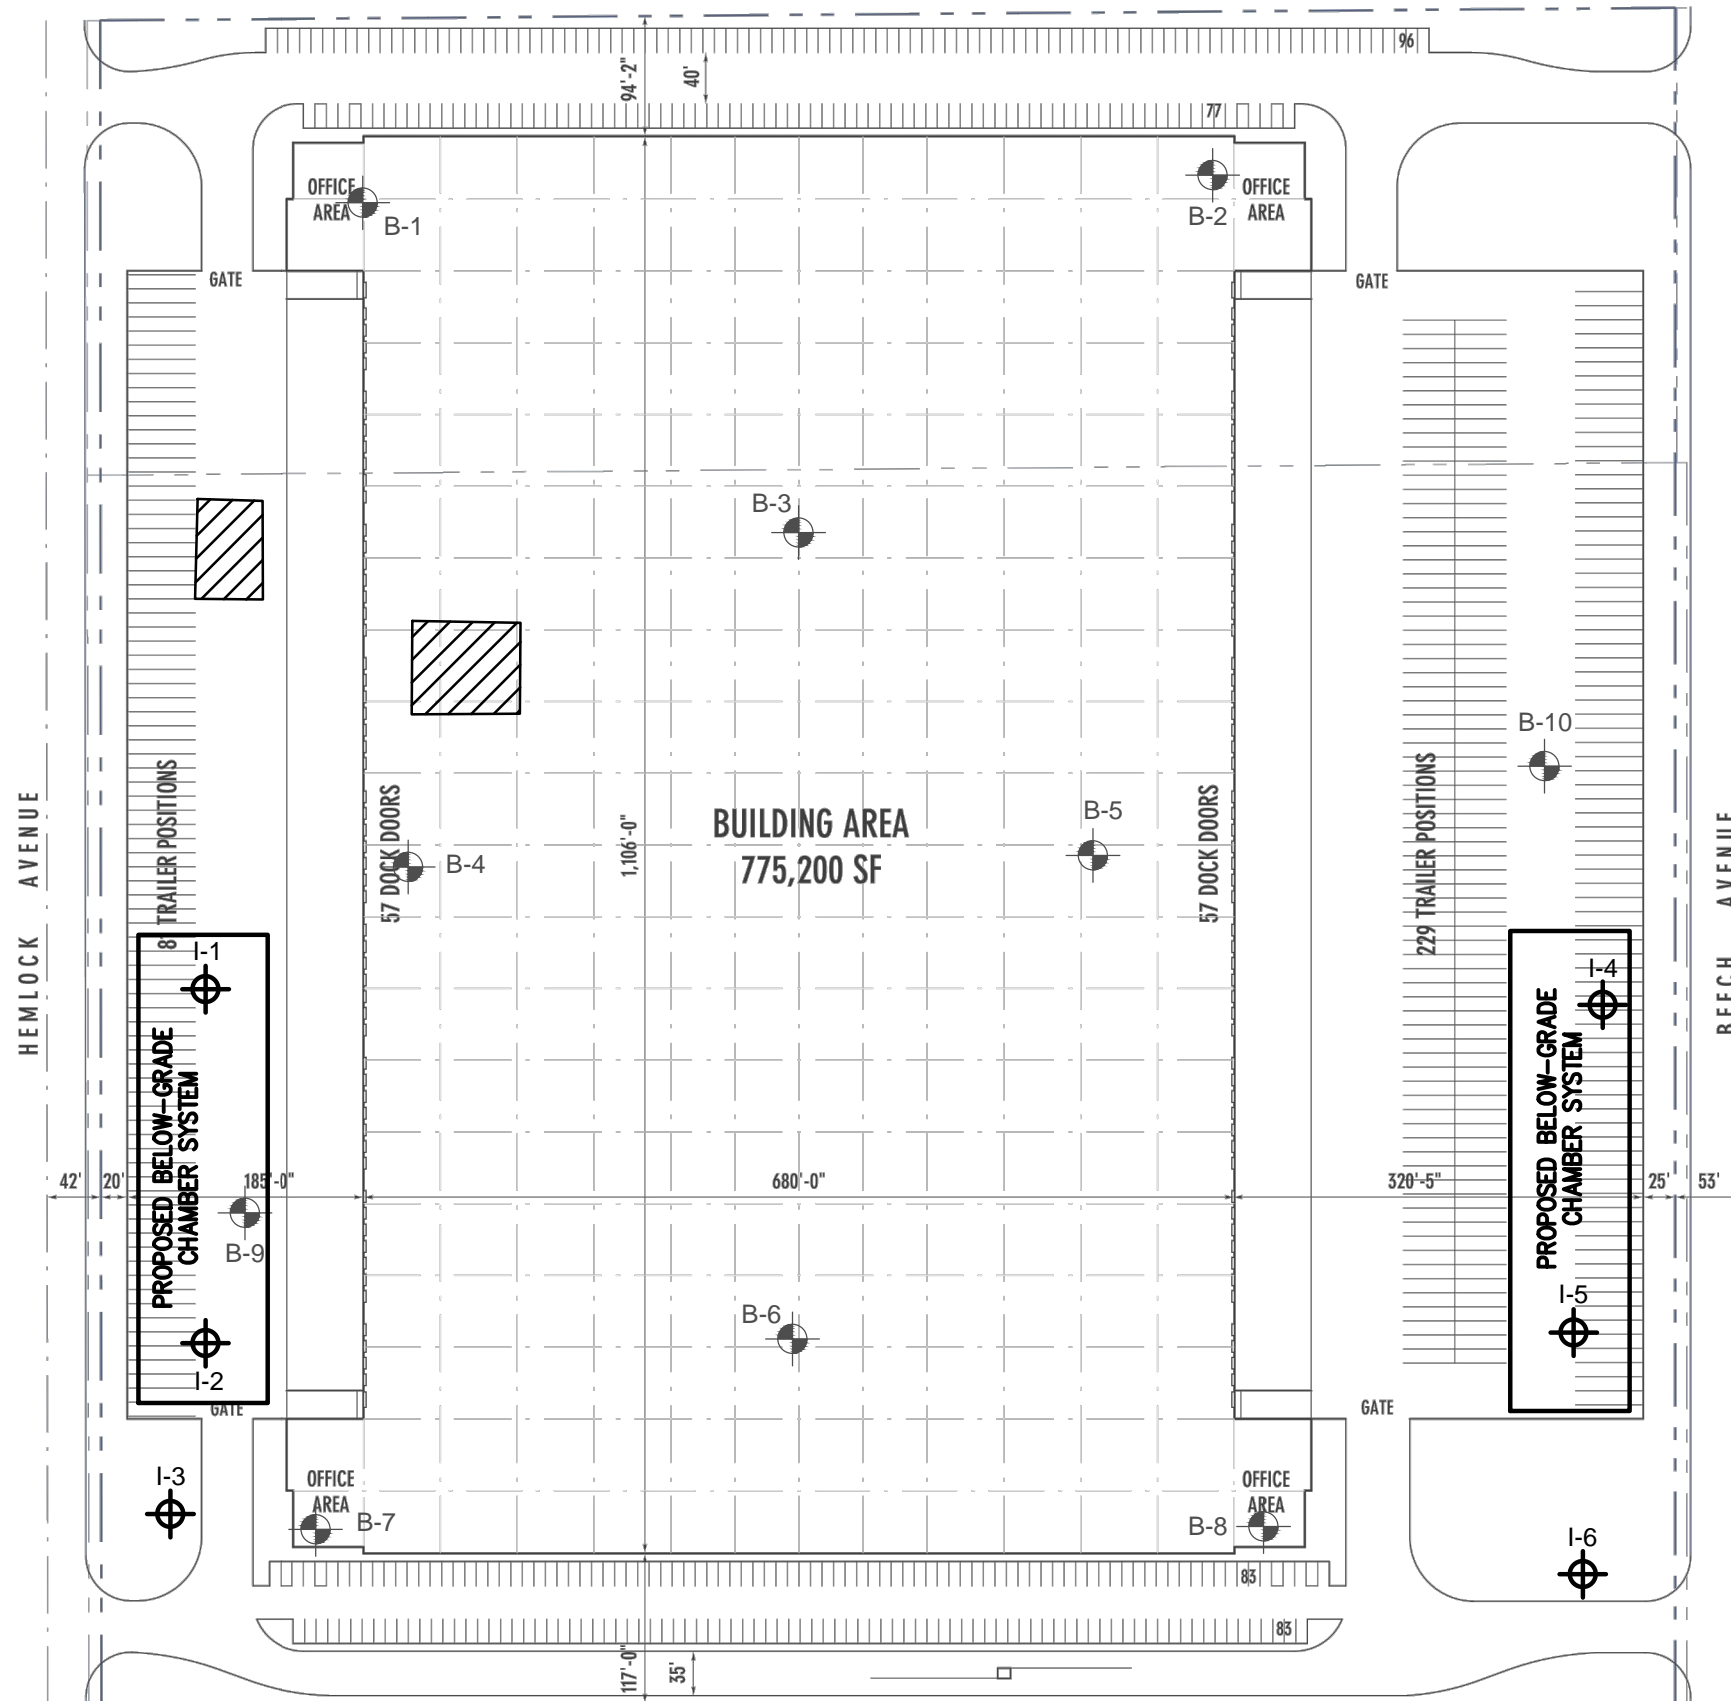 96
94'-2"
40'
77
OFFICE
AREA
B-1
B-2
OFFICE
AREA
GATE
GATE
B-3
B-10
HEMLOCK AVENUE
TRAILER POSITIONS
57 DOCK DOORS
B-4
1,106'-0"
BUILDING AREA
775,200 SF
B-5
57 DOCK DOORS
229 TRAILER POSITIONS
BEECH AVENUE
I-1
PROPOSED BELOW-GRADE
CHAMBER SYSTEM
I-4
PROPOSED BELOW-GRADE
CHAMBER SYSTEM
42'
20'
185'-0"
680'-0"
320'-5"
25'
53'
B-9
I-5
B-6
I-2
GATE
GATE
I-3
OFFICE
AREA
B-7
OFFICE
AREA
B-8
I-6
83
83
117'-0"
35'